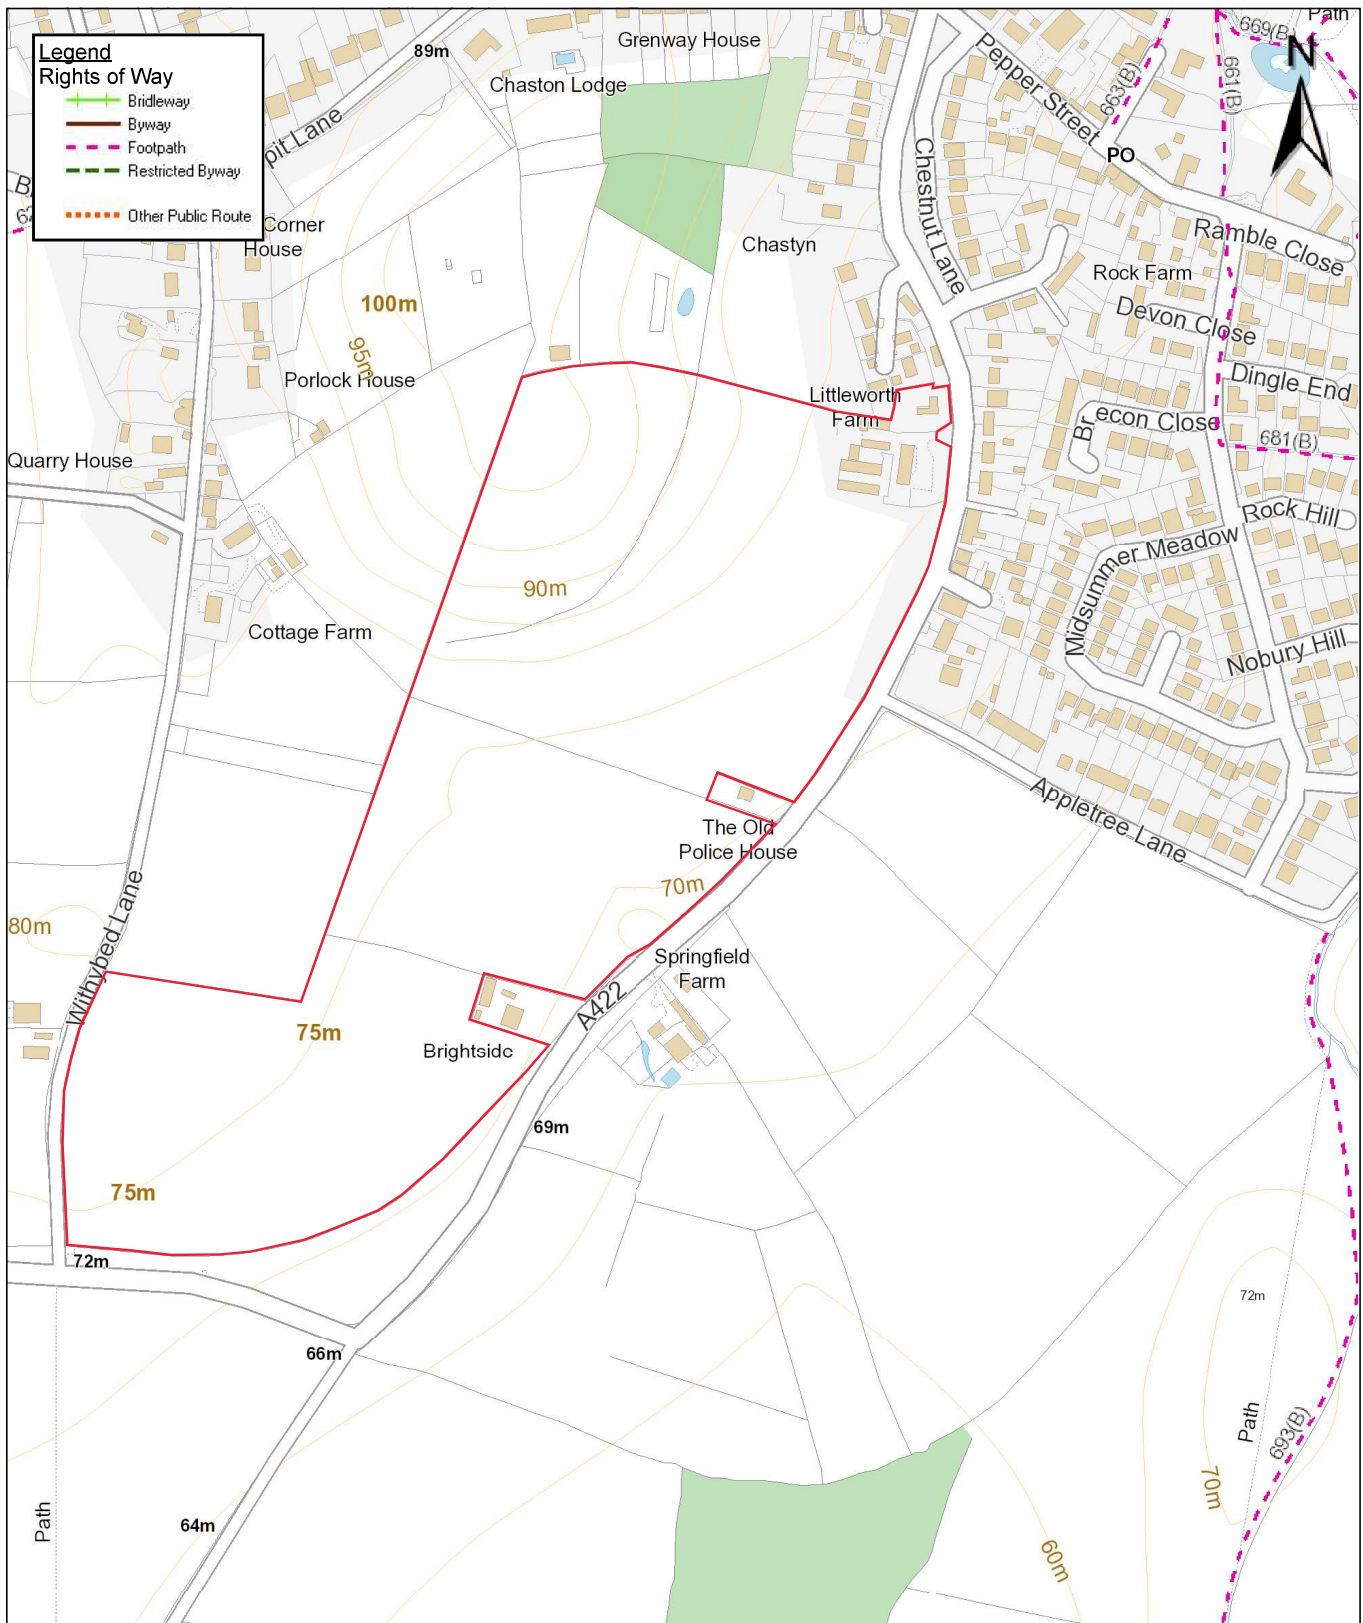 Legend
Rights of Way
Bridleway
Byway
Footpath
Restricted Byway
Other Public Route
89m
Grenway House
Chaston Lodge
pit Lane
Pepper Street
663(B)
661(B)
669(B
Path
N
PO
Chestnut Lane
Corner
House
Chastyn
Ramble Close
Rock Farm
Devon Close
100m
95m
Porlock House
Littleworth
Farm
Dingle End
Br econ Close
681(B)
Quarry House
Rock Hill
Midsummer Meadow
90m
Cottage Farm
Nobury Hill
Appletree Lane
The Old
Police House
70m
Withybed Lane
80m
Springfield
Farm
A422
75m
Brightside
69m
75m
72m
72m
66m
Path
693(B)
70m
64m
Path
60m